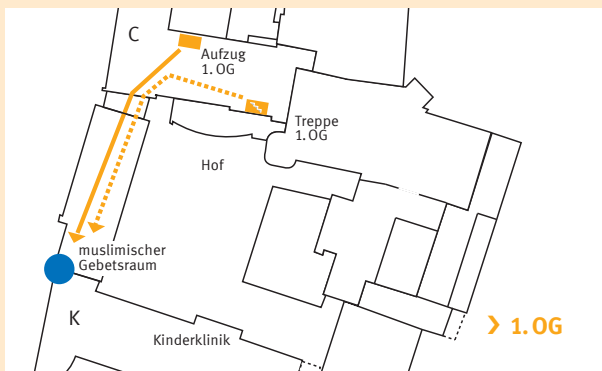 C
Aufzug
1. OG
Treppe
1. OG
Hof
muslimischer
Gebetsraum
K
Kinderklinik
1. OG